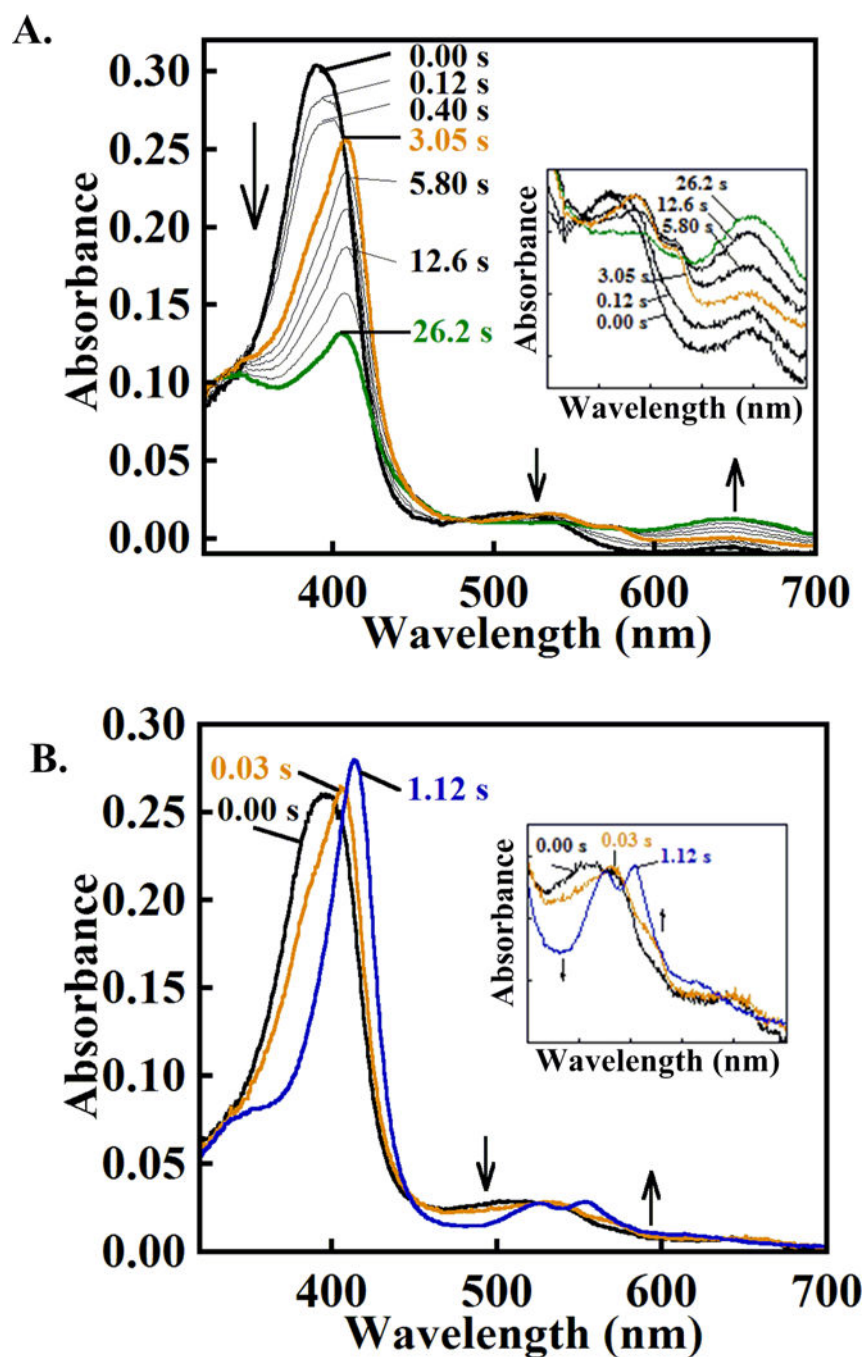 A.
0.30
0.25
0.20
0.15
0.10
0.05
0.00
Absorbance
0.00 s
0.12 s
0.40 s
3.05 s
5.80 s
12.6 s
26.2 s
400
500
600
700
Wavelength (nm)
26.2 s
12.6 s
5.80 s
3.05 s
0.12 s
0.00 s
Absorbance
Wavelength (nm)
B.
0.30
0.25
0.20
0.15
0.10
0.05
0.00
Absorbance
0.03 s
0.00 s
1.12 s
400
500
600
700
Wavelength (nm)
0.00 s
0.03 s
1.12 s
Absorbance
Wavelength (nm)